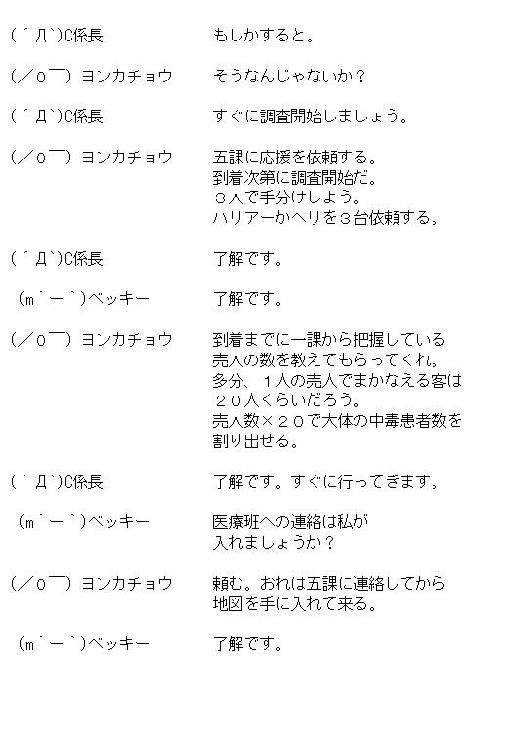 (´Д`)C係長 もしかすると。
(／0￣) ヨンカチョウ そうなんじゃないか？
(´Д`)C係長 すぐに調査開始しましょう。
(／0￣) ヨンカチョウ 五課に応援を依頼する。
到着次第に調査開始だ。
３人で手分けしよう。
ハリアーかヘリを３台依頼する。
(´Д`)C係長 了解です。
(m´ー`)ベッキー 了解です。
(／0￣) ヨンカチョウ 到着までに一課から把握している
売人の数を教えてもらってくれ。
多分、１人の売人でまかなえる客は
２０人くらいだろう。
売人数×２０で大体の中毒患者数を
割り出せる。
(´Д`)C係長 了解です。すぐに行ってきます。
(m´ー`)ベッキー 医療班への連絡は私が
入れましょうか？
(／0￣) ヨンカチョウ 頼む。おれは五課に連絡してから
地図を手に入れて来る。
(m´ー`)ベッキー 了解です。